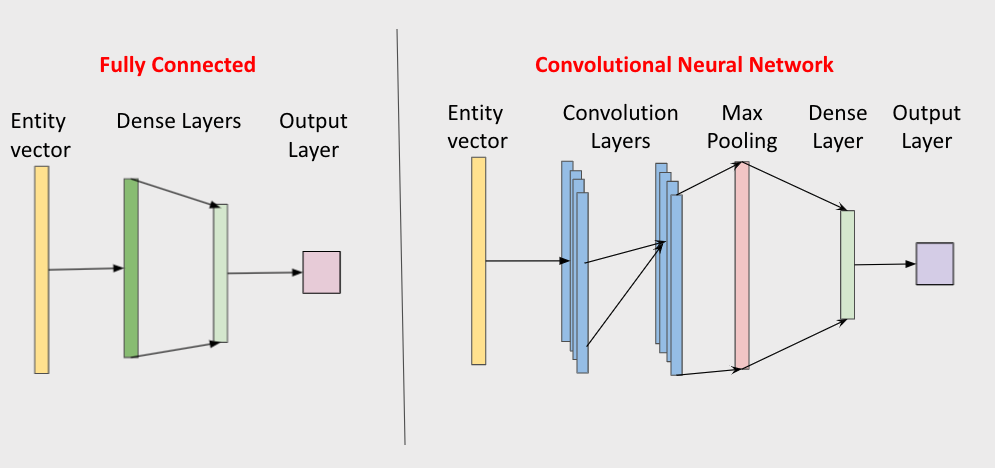 Fully Connected
Entity
vector
Dense Layers
Output
Layer
Convolutional Neural Network
Entity
vector
Convolution
Layers
Max
Pooling
Dense
Layer
Output
Layer